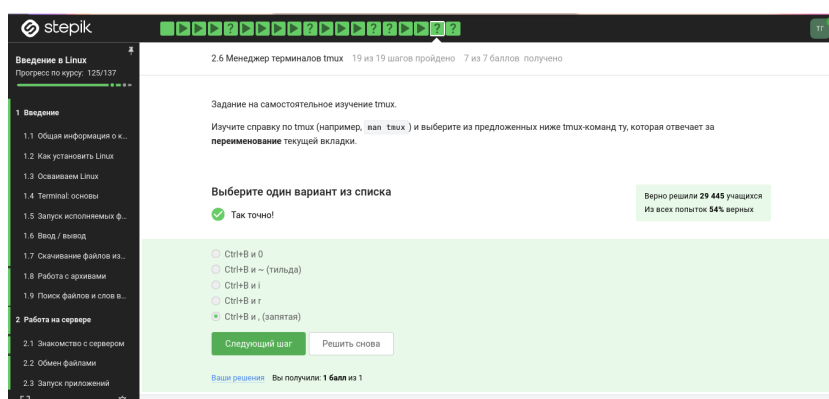 stepik
ТГ
Введение в Linux
Прогресс по курсу: 125/137
2.6 Менеджер терминалов tmux 19 из 19 шагов пройдено 7 из 7 баллов получено
1 Введение
1.1 Общая информация о к...
1.2 Как установить Linux
1.3 Осваиваем Linux
1.4 Terminal: основы
1.5 Запуск исполняемых ф...
1.6 Ввод / вывод
1.7 Скачивание файлов из...
1.8 Работа с архивами
1.9 Поиск файлов и слов в...
2 Работа на сервере
2.1 Знакомство с сервером
2.2 Обмен файлами
2.3 Запуск приложений
Задание на самостоятельное изучение tmux.
Изучите справку по tmux (например, man tmux ) и выберите из предложенных ниже tmux-команд ту, которая отвечает за
переименование текущей вкладки.
Выберите один вариант из списка
Так точно!
Верно решили 29 445 учащихся
Из всех попыток 54% верных
Ctrl+B и 0
Ctrl+B и ~ (тильда)
Ctrl+B и i
Ctrl+B и r
Ctrl+B и , (запятая)
Следующий шаг Решить снова
Ваши решения Вы получили: 1 балл из 1